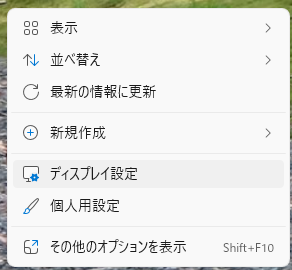 表示
並べ替え
最新の情報に更新
新規作成
ディスプレイ設定
個人用設定
その他のオプションを表示 Shift+F10